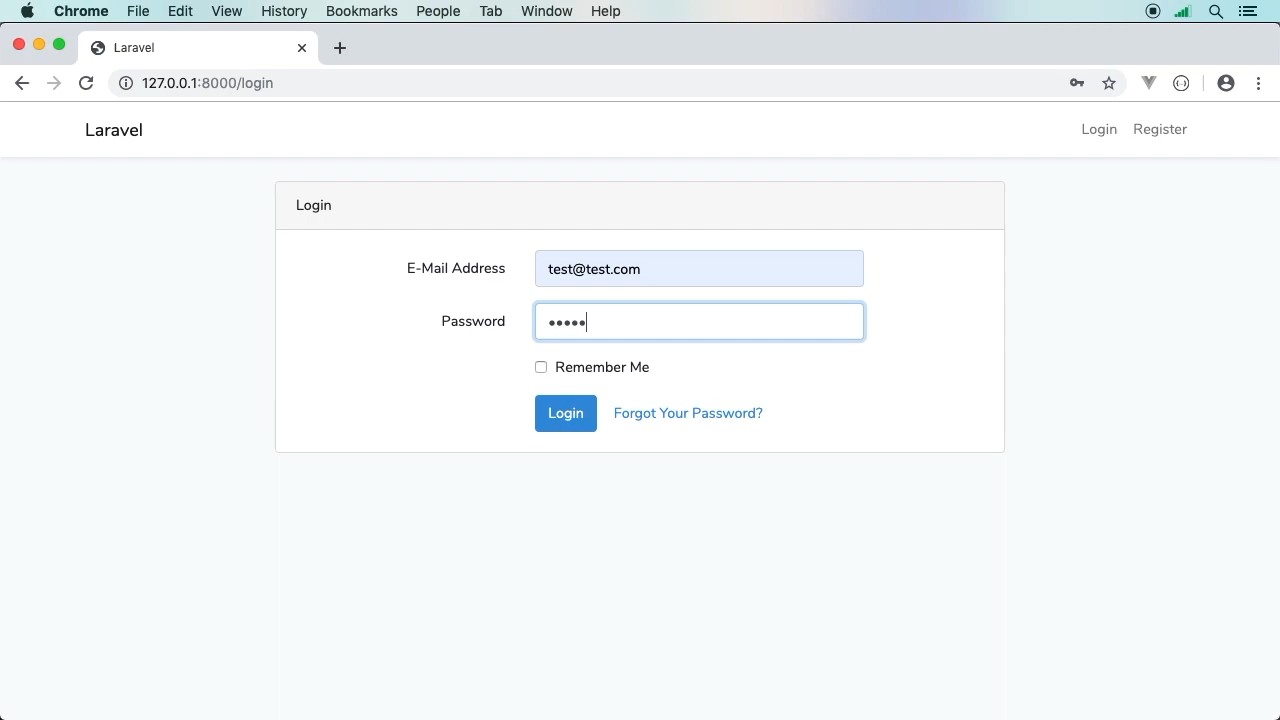 Chrome File Edit View History Bookmarks People Tab Window Help
Laravel
127.0.0.1:8000/login
Laravel Login Register
Login
E-Mail Address test@test.com
Password •••••
Remember Me
Login Forgot Your Password?